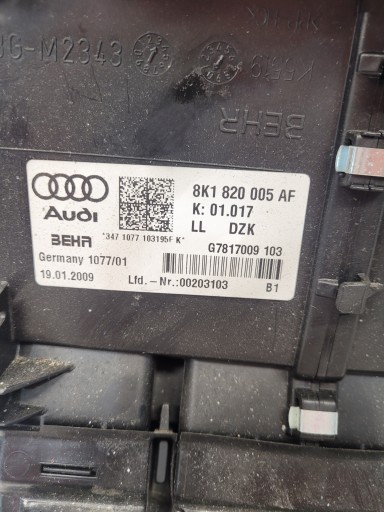 G-M2343
BEHR
8K1 820 005 AF
K: 01.017
Audi
LL DZK
BEHR
*347 1077 103195F K*
G7817009 103
Germany 1077/01
19.01.2009
Lfd.-Nr.:00203103
B1